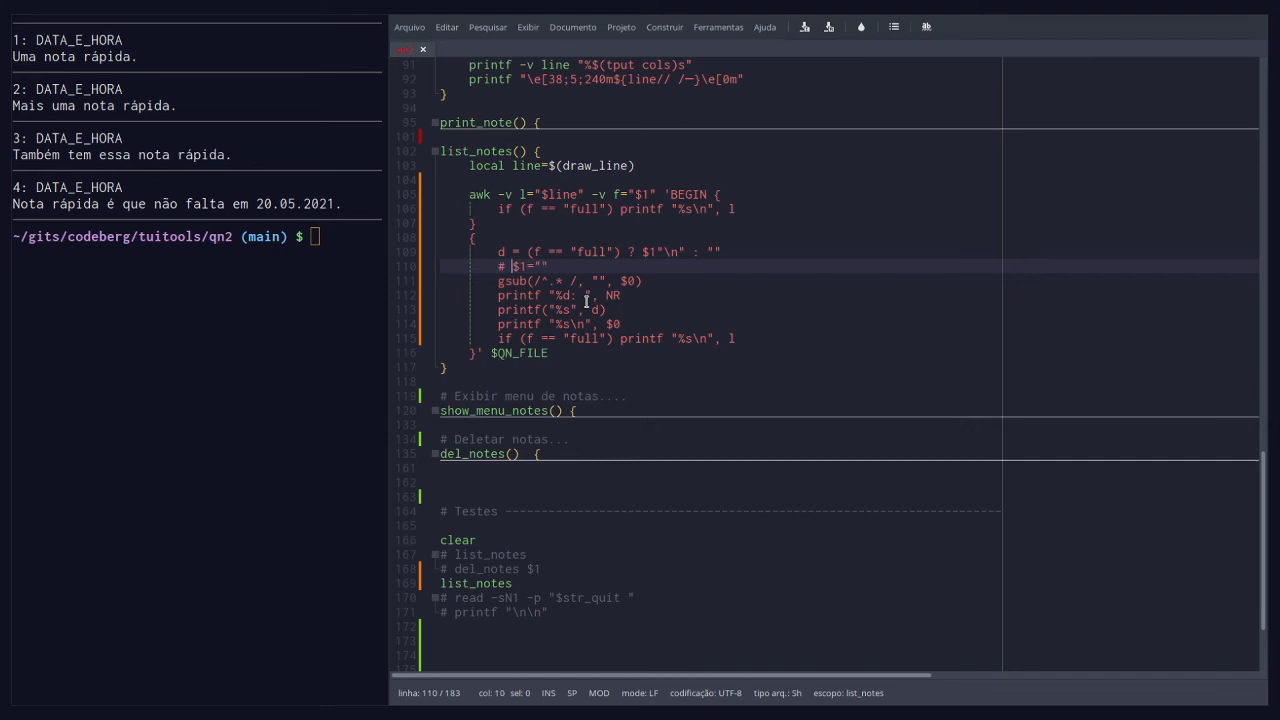 1: DATA_E_HORA
Uma nota rápida.
2: DATA_E_HORA
Mais uma nota rápida.
3: DATA_E_HORA
Também tem essa nota rápida.
4: DATA_E_HORA
Nota rápida é que não falta em 20.05.2021.
~/gits/codeberg/tuitools/qn2 (main) $
Arquivo Editar Pesquisar Exibir Documento Projeto Construir Ferramentas Ajuda
91 printf -v line "%$(tput cols)s"
92 printf "\e[38;5;240m${line// /─}\e[0m"
93 }
94
95 print_note() {
101
102 list_notes() {
103 local line=$(draw_line)
104
105 awk -v l="$line" -v f="$1" 'BEGIN {
106 if (f == "full") printf "%s\n", l
107 }
108 {
109 d = (f == "full") ? $1"\n" : ""
110 # $1=""
111 gsub(/^.* /, "", $0)
112 printf "%d: ", NR
113 printf("%s", d)
114 printf "%s\n", $0
115 if (f == "full") printf "%s\n", l
116 }' $QN_FILE
117 }
118
119 # Exibir menu de notas....
120 show_menu_notes() {
133
134 # Deletar notas...
135 del_notes() {
161
162
163
164 # Testes -------------------------------------------------------------------
165
166 clear
167 # list_notes
168 # del_notes $1
169 list_notes
170 # read -sN1 -p "$str_quit "
171 # printf "\n\n"
172
173
174
175
linha: 110 / 183 col: 10 sel: 0 INS SP MOD mode: LF codificação: UTF-8 tipo arq.: Sh escopo: list_notes